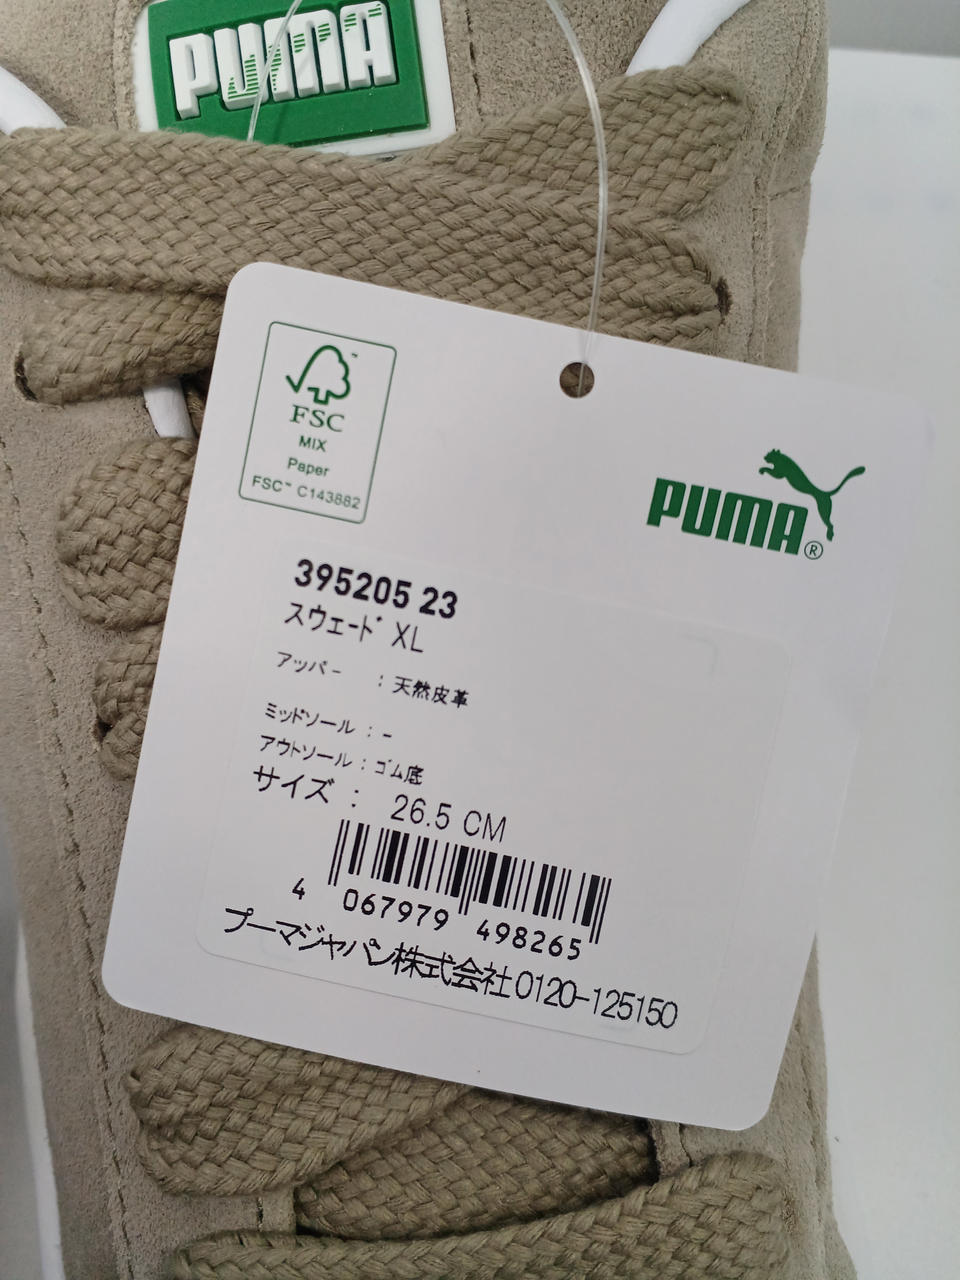 PUMA
FSC™
MIX
Paper
FSC™ C143882
PUMA®
395205 23
スウェード XL
アッパー : 天然皮革
ミッドソール : -
アウトソール : ゴム底
サイズ : 26.5 CM
4 067979 498265
プーマジャパン株式会社0120-125150